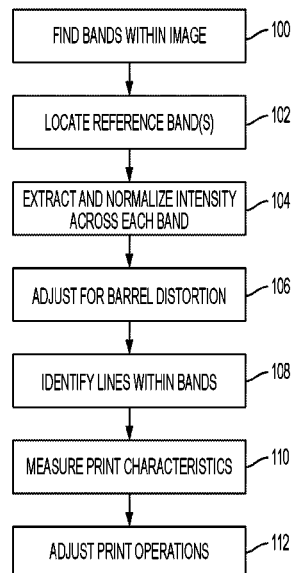 FIND BANDS WITHIN IMAGE
100
LOCATE REFERENCE BAND(S)
102
EXTRACT AND NORMALIZE INTENSITY
ACROSS EACH BAND
104
ADJUST FOR BARREL DISTORTION
106
IDENTIFY LINES WITHIN BANDS
108
MEASURE PRINT CHARACTERISTICS
110
ADJUST PRINT OPERATIONS
112